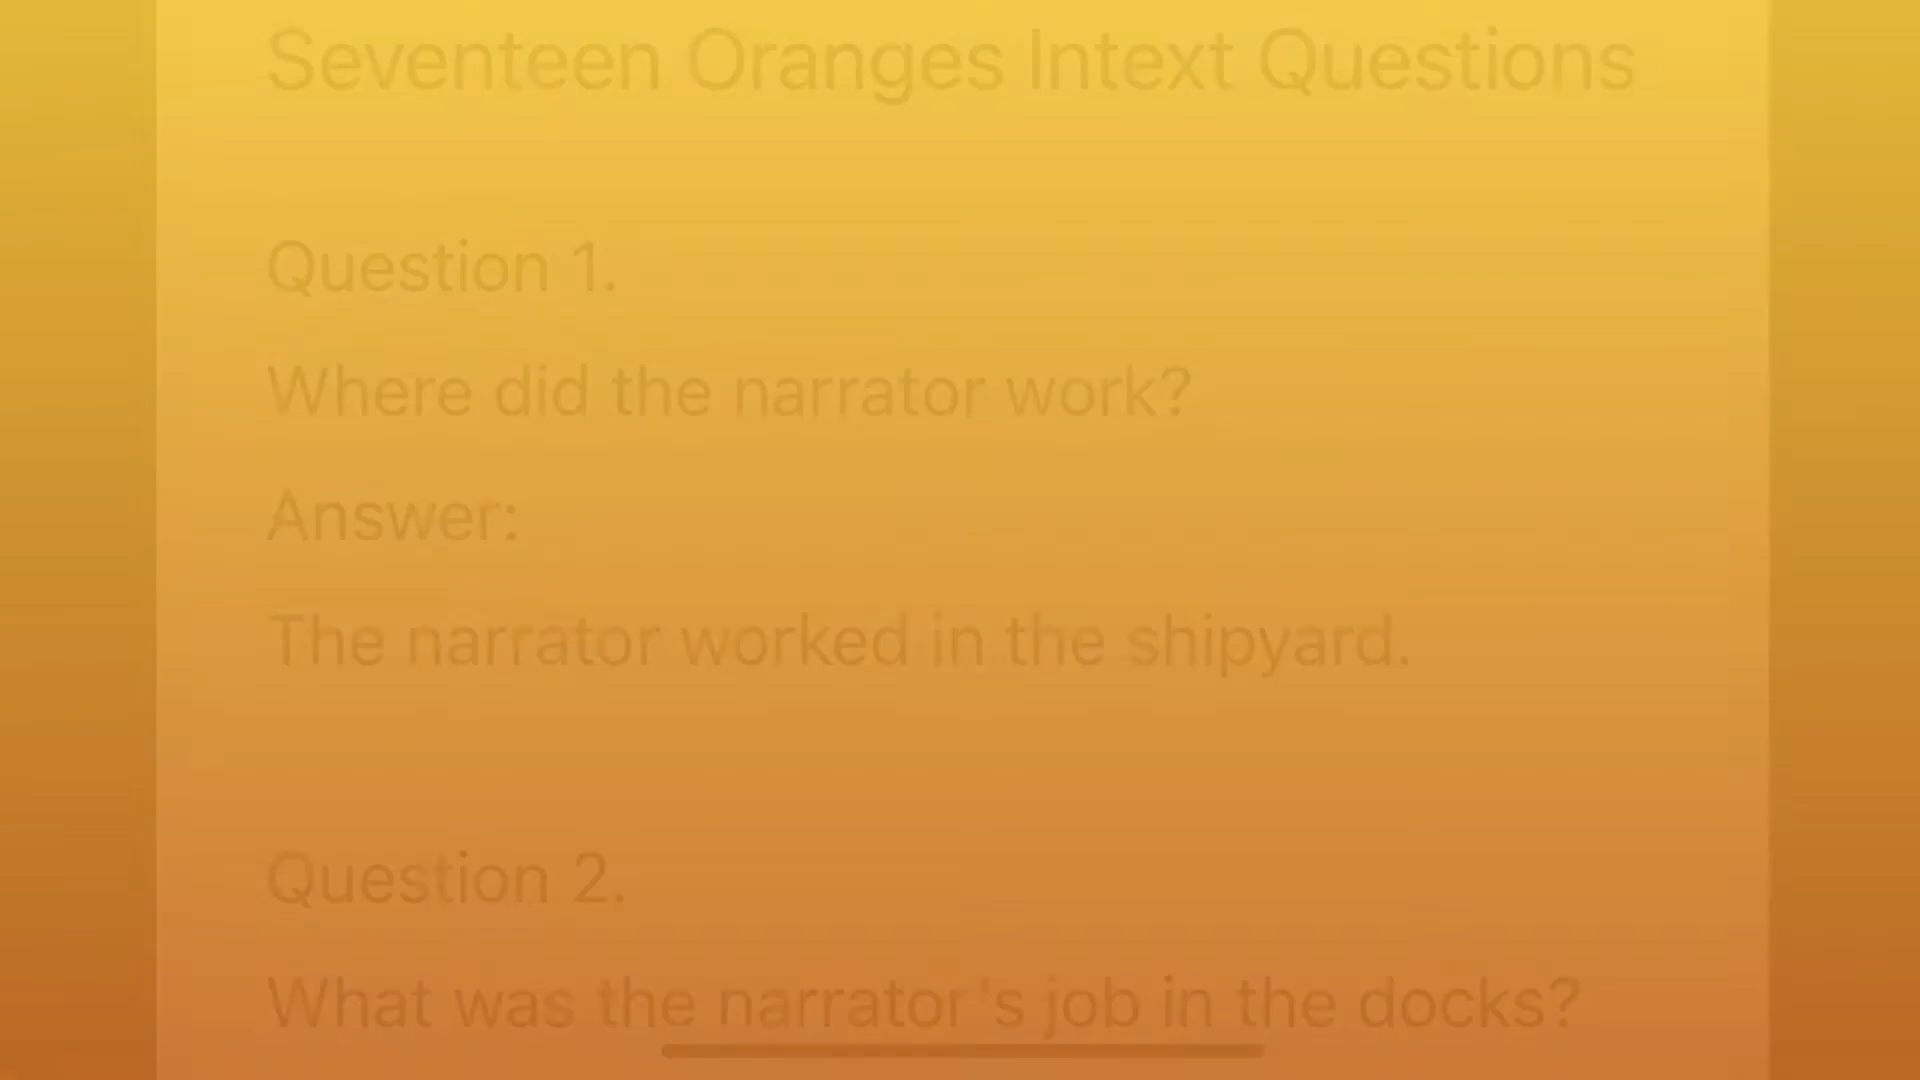 Seventeen Oranges Intext Questions
Question 1.
Where did the narrator work?
Answer:
The narrator worked in the shipyard.
Question 2.
What was the narrator's job in the docks?